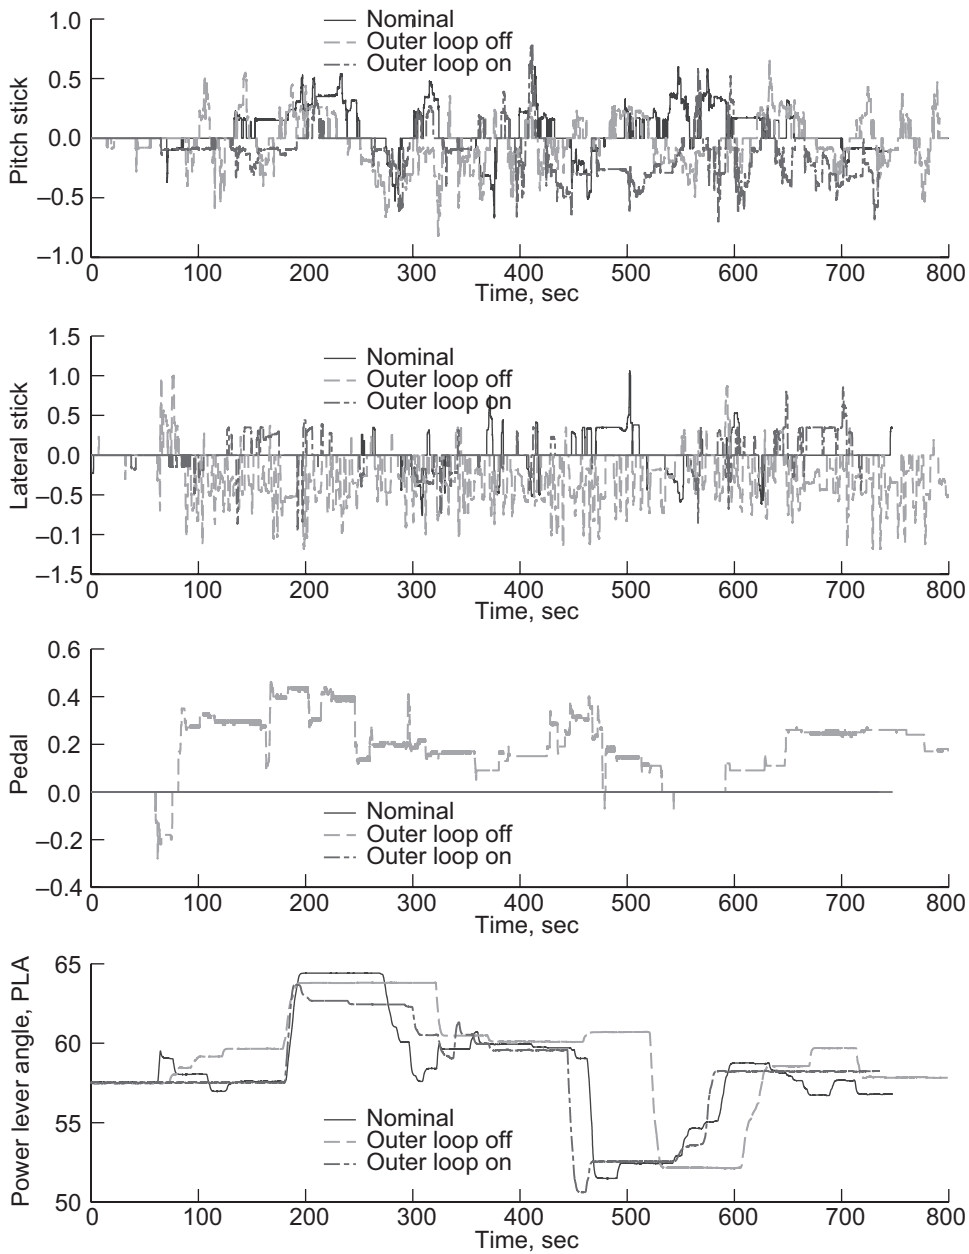 Nominal
Outer loop off
Outer loop on
1.0
0.5
0.0
–0.5
–1.0
Pitch stick
0 100 200 300 400 500 600 700 800
Time, sec
Nominal
Outer loop off
Outer loop on
1.5
1.0
0.5
0.0
–0.5
–0.1
–1.5
Lateral stick
0 100 200 300 400 500 600 700 800
Time, sec
0.6
0.4
0.2
0.0
–0.2
–0.4
Pedal
Nominal
Outer loop off
Outer loop on
0 100 200 300 400 500 600 700 800
Time, sec
65
60
55
50
Power lever angle, PLA
Nominal
Outer loop off
Outer loop on
0 100 200 300 400 500 600 700 800
Time, sec